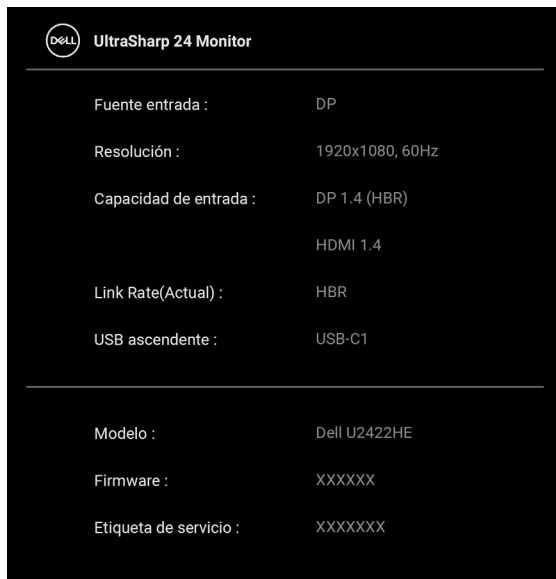 DELL UltraSharp 24 Monitor
Fuente entrada : DP
Resolución : 1920x1080, 60Hz
Capacidad de entrada : DP 1.4 (HBR)
HDMI 1.4
Link Rate(Actual) : HBR
USB ascendente : USB-C1
Modelo : Dell U2422HE
Firmware : XXXXXX
Etiqueta de servicio : XXXXXXX